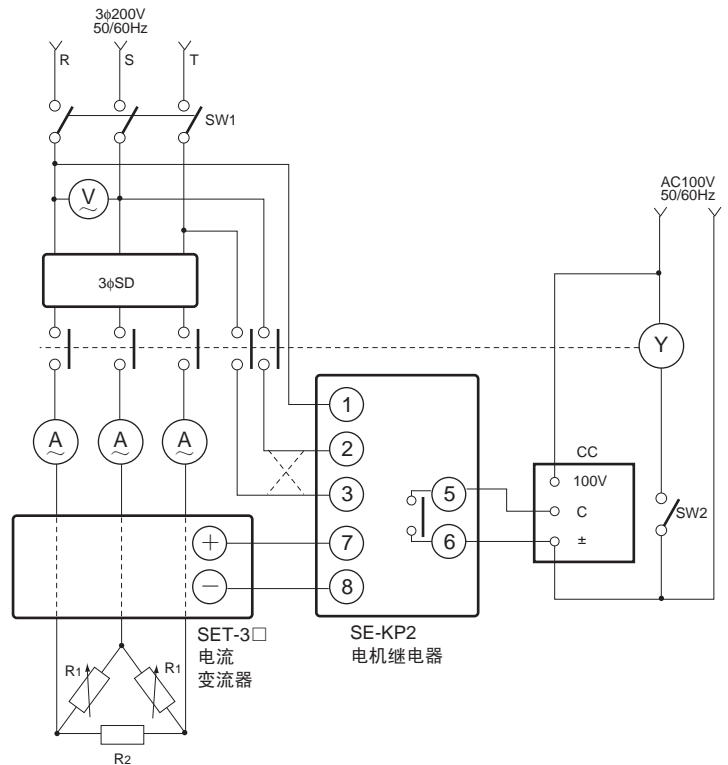 3φ200V
50/60Hz
R
S
T
SW1
AC100V
50/60Hz
V
3φSD
Y
1
A
A
A
2
CC
100V
3
5
C
SW2
6
±
+
7
−
8
SET-3□
电流
变流器
SE-KP2
电机继电器
R1
R1
R2